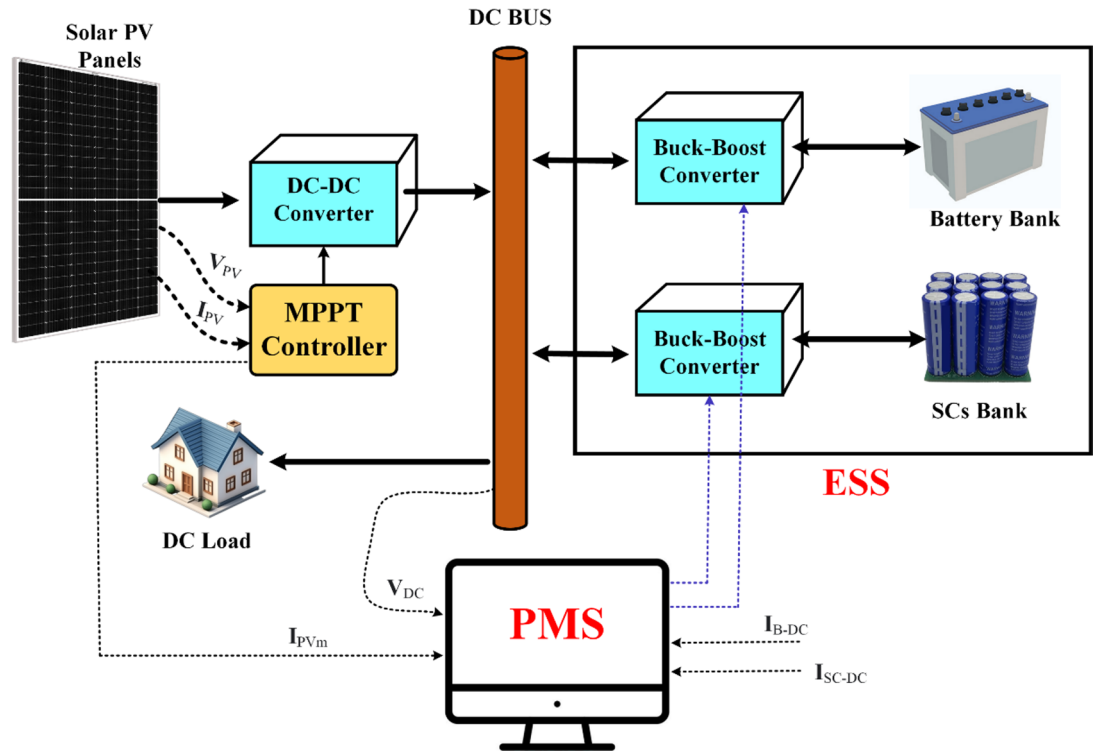 DC BUS
Solar PV
Panels
DC-DC
Converter
V_PV
I_PV
MPPT
Controller
Buck-Boost
Converter
Battery Bank
Buck-Boost
Converter
SCs Bank
ESS
DC Load
V_DC
I_PVm
PMS
I_B-DC
I_SC-DC